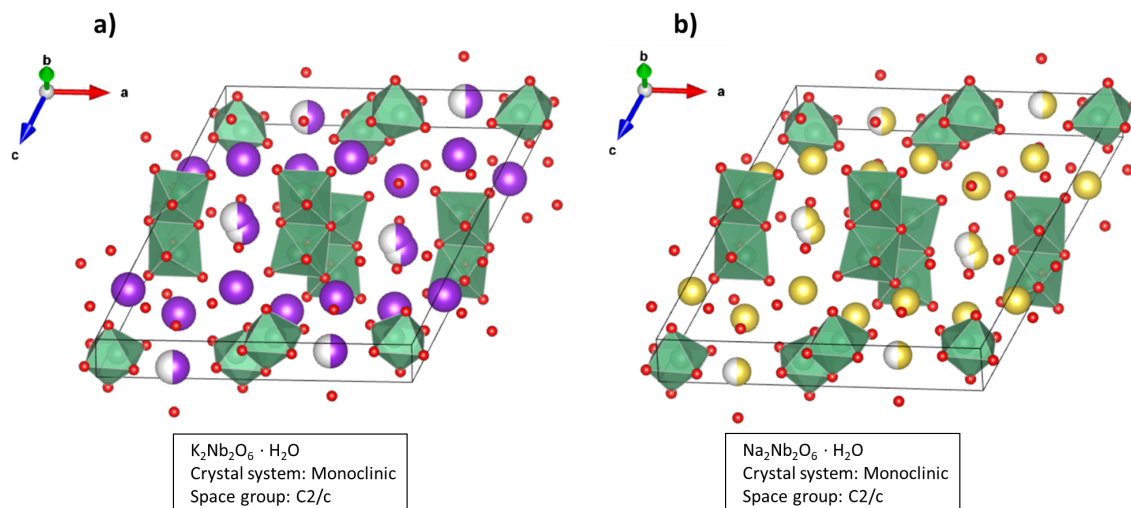 a)
b
a
c
K₂Nb₂O₆ · H₂O
Crystal system: Monoclinic
Space group: C2/c
b)
b
a
c
Na₂Nb₂O₆ · H₂O
Crystal system: Monoclinic
Space group: C2/c